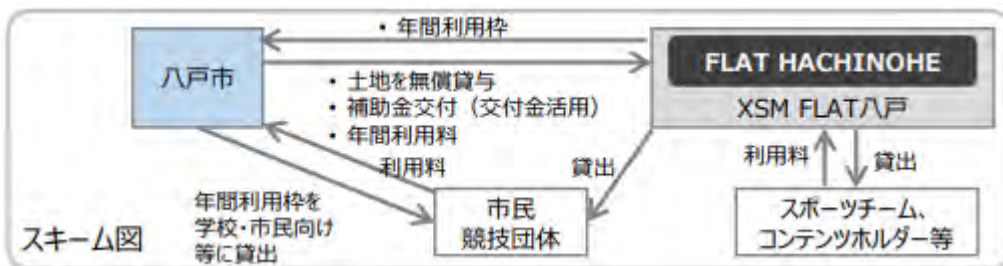 ・ 年間利用枠
八戸市
・ 土地を無償貸与
・ 補助金交付（交付金活用）
・ 年間利用料
FLAT HACHINOHE
XSM FLAT八戸
利用料
貸出
利用料
貸出
年間利用枠を
学校・市民向け
等に貸出
市民
競技団体
スポーツチーム、
コンテンツホルダー等
スキーム図